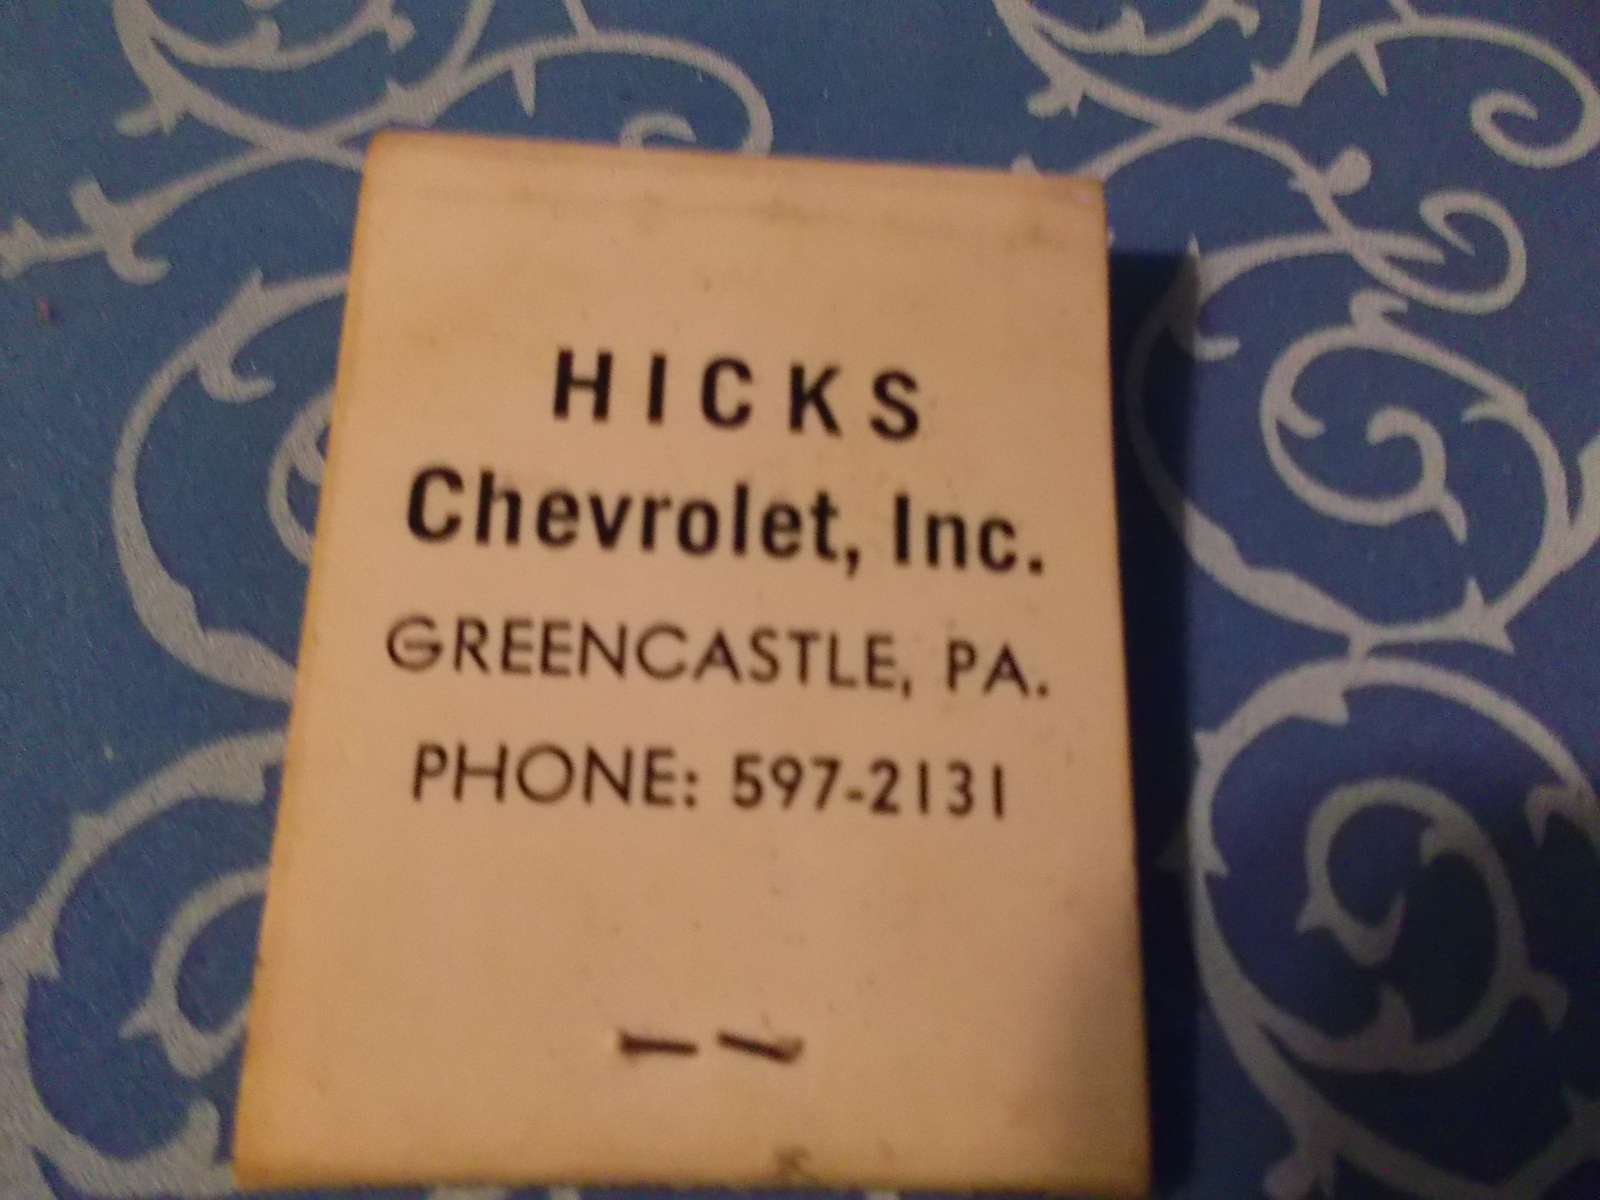 HICKS
Chevrolet, Inc.
GREENCASTLE, PA.
PHONE: 597-2131